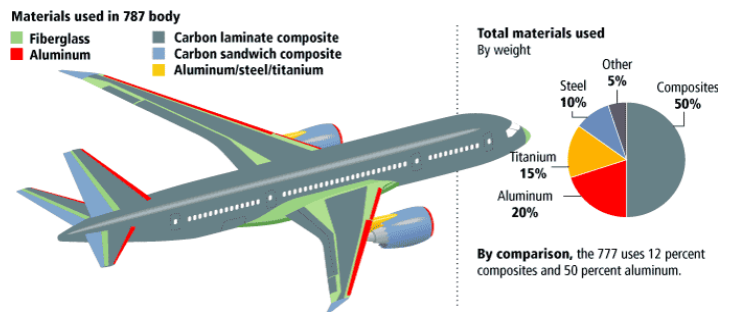 Materials used in 787 body
Fiberglass
Aluminum
Carbon laminate composite
Carbon sandwich composite
Aluminum/steel/titanium
Total materials used
By weight
Other
5%
Steel
10%
Composites
50%
Titanium
15%
Aluminum
20%
By comparison, the 777 uses 12 percent
composites and 50 percent aluminum.